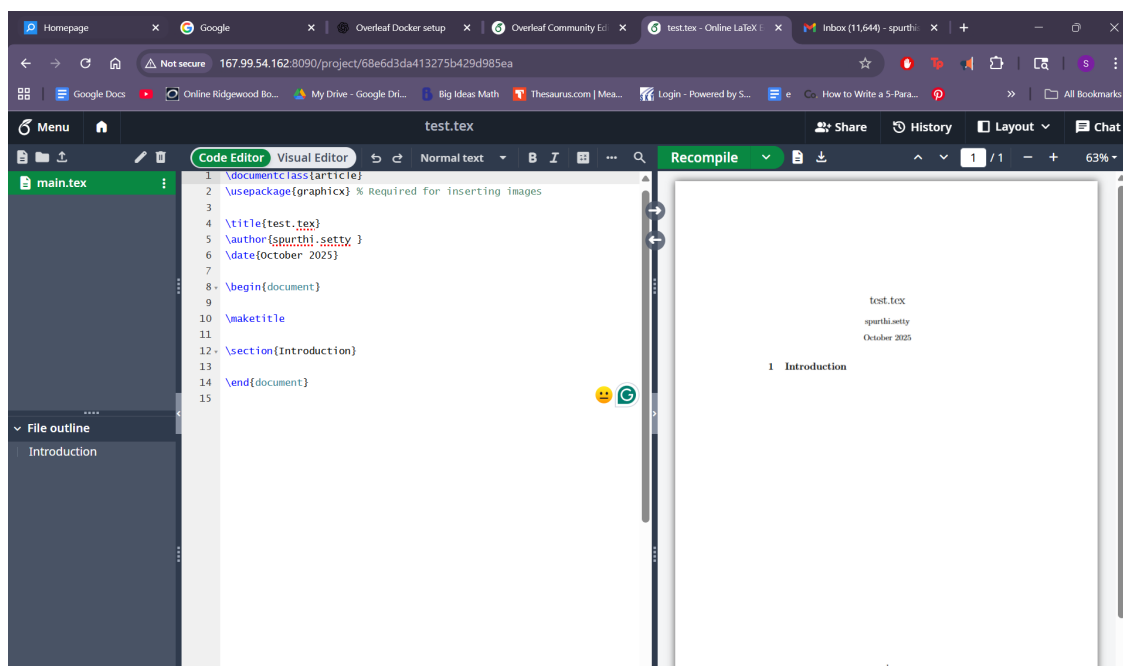 Homepage
Google
Overleaf Docker setup
Overleaf Community Ed
test.tex - Online LaTeX E
Inbox (11,644) - spurthi
Not secure 167.99.54.162:8090/project/68e6d3da413275b429d985ea
S
Google Docs
Online Ridgewood Bo...
My Drive - Google Dri...
Big Ideas Math
Thesaurus.com | Mea...
Login - Powered by S...
e
How to Write a 5-Para...
»
All Bookmarks
Menu
test.tex
Share
History
Layout
Chat
Code Editor
Visual Editor
Normal text
B I
...
Recompile
1 / 1
− +
63%
main.tex
1 \documentclass{article}
2 \usepackage{graphicx} % Required for inserting images
3
4 \title{test.tex}
5 \author{spurthi.setty }
6 \date{October 2025}
7
8 \begin{document}
9
10 \maketitle
11
12 \section{Introduction}
13
14 \end{document}
15
File outline
Introduction
test.tex
spurthi.setty
October 2025
1 Introduction